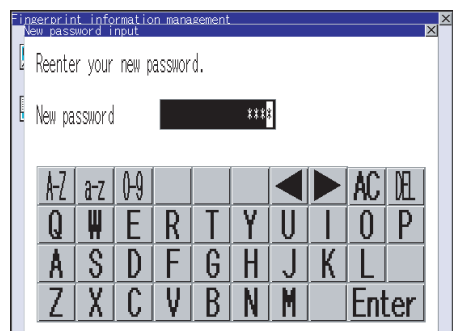 Fingerprint information management
New password input
Reenter your new password.
New password ****
A-Z a-z 0-9 ◀ ▶ AC DEL
Q W E R T Y U I O P
A S D F G H J K L
Z X C V B N M Enter